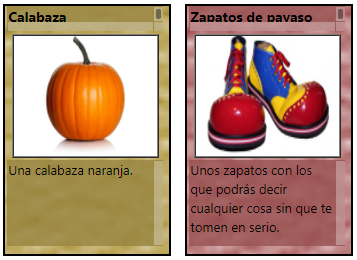 Calabaza
Una calabaza naranja.
Zapatos de payaso
Unos zapatos con los
que podrás decir
cualquier cosa sin que te
tomen en serio.